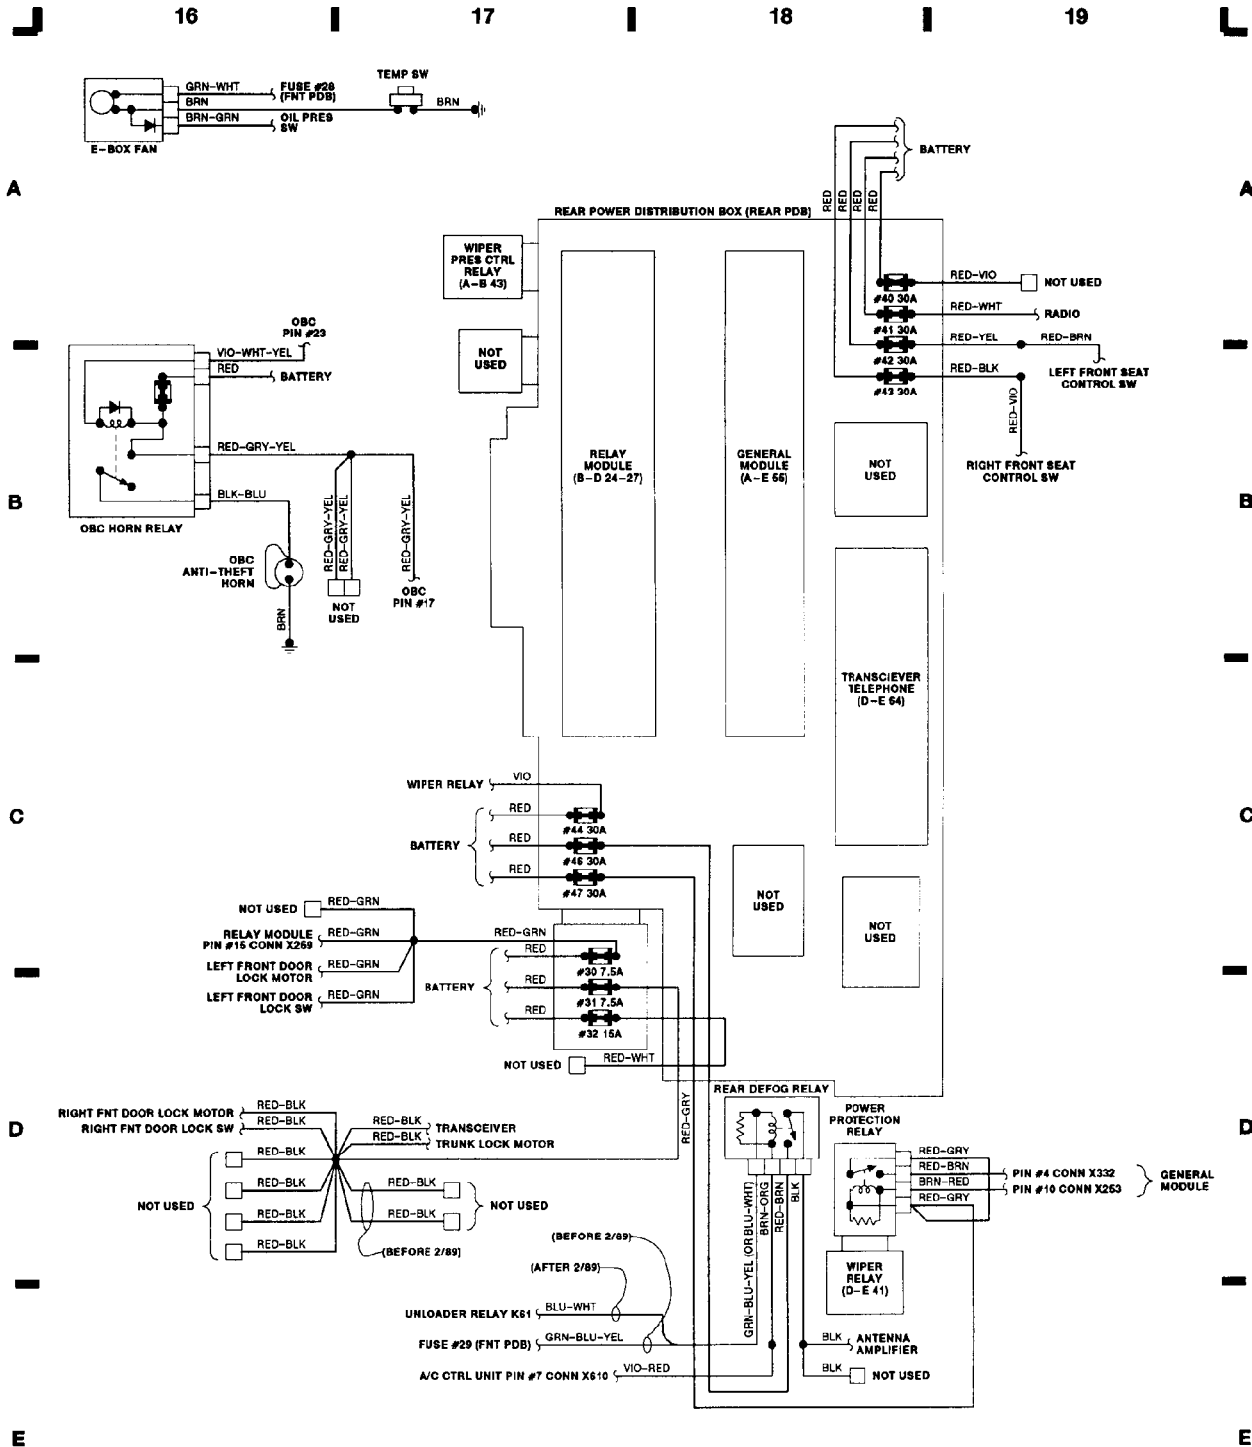 16
17
18
19
TEMP SW
GRN-WHT
FUSE #28
(FNT PDB)
BRN
BRN
BRN-GRN
OIL PRES
SW
E-BOX FAN
BATTERY
A
A
RED
RED
RED
RED
REAR POWER DISTRIBUTION BOX (REAR PDB)
WIPER
PRES CTRL
RELAY
(A-B 43)
RED-VIO
NOT USED
#40 30A
RED-WHT
RADIO
#41 30A
RED-YEL
RED-BRN
#42 30A
LEFT FRONT SEAT
CONTROL SW
RED-BLK
#43 30A
RED-VIO
RIGHT FRONT SEAT
CONTROL SW
OBC
PIN #23
VIO-WHT-YEL
RED
BATTERY
NOT
USED
RED-GRY-YEL
RELAY
MODULE
(B-D 24-27)
GENERAL
MODULE
(A-E 55)
NOT
USED
B
B
BLK-BLU
OBC HORN RELAY
RED-GRY-YEL
RED-GRY-YEL
RED-GRY-YEL
OBC
ANTI-THEFT
HORN
OBC
PIN #17
NOT
USED
BRN
TRANSCIEVER
TELEPHONE
(D-E 64)
WIPER RELAY
VIO
C
C
RED
#44 30A
BATTERY
RED
#46 30A
RED
#47 30A
NOT
USED
NOT
USED
NOT USED
RED-GRN
RELAY MODULE
PIN #15 CONN X259
RED-GRN
RED-GRN
LEFT FRONT DOOR
LOCK MOTOR
RED-GRN
LEFT FRONT DOOR
LOCK SW
RED-GRN
BATTERY
RED
#30 7.5A
RED
#31 7.5A
RED
#32 15A
NOT USED
RED-WHT
REAR DEFOG RELAY
RED-GRY
POWER
PROTECTION
RELAY
D
D
RIGHT FNT DOOR LOCK MOTOR
RED-BLK
RIGHT FNT DOOR LOCK SW
RED-BLK
RED-BLK
TRANSCEIVER
RED-BLK
TRUNK LOCK MOTOR
RED-BLK
RED-BLK
RED-BLK
RED-BLK
NOT USED
RED-BLK
RED-BLK
NOT USED
(BEFORE 2/89)
RED-GRY
RED-BRN
PIN #4 CONN X332
BRN-RED
PIN #10 CONN X253
RED-GRY
GENERAL
MODULE
GRN-BLU-YEL (OR BLU-WHT)
BRN-ORG
RED-BRN
BLK
(BEFORE 2/89)
(AFTER 2/89)
WIPER
RELAY
(D-E 41)
UNLOADER RELAY K61
BLU-WHT
FUSE #29 (FNT PDB)
GRN-BLU-YEL
A/C CTRL UNIT PIN #7 CONN X610
VIO-RED
BLK
ANTENNA
AMPLIFIER
BLK
NOT USED
E
E